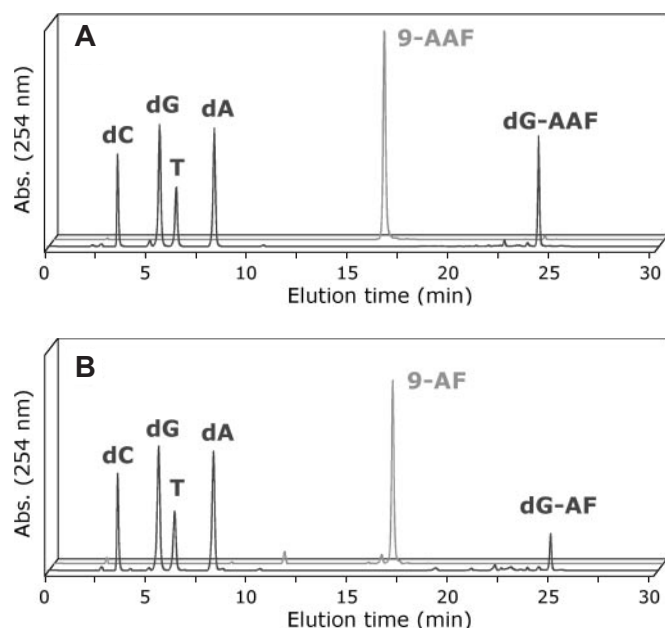 A
9-AAF
dG
dA
dG-AAF
dC
T
Abs. (254 nm)
0 5 10 15 20 25 30
Elution time (min)
B
9-AF
dG
dA
dC
T
dG-AF
Abs. (254 nm)
0 5 10 15 20 25 30
Elution time (min)